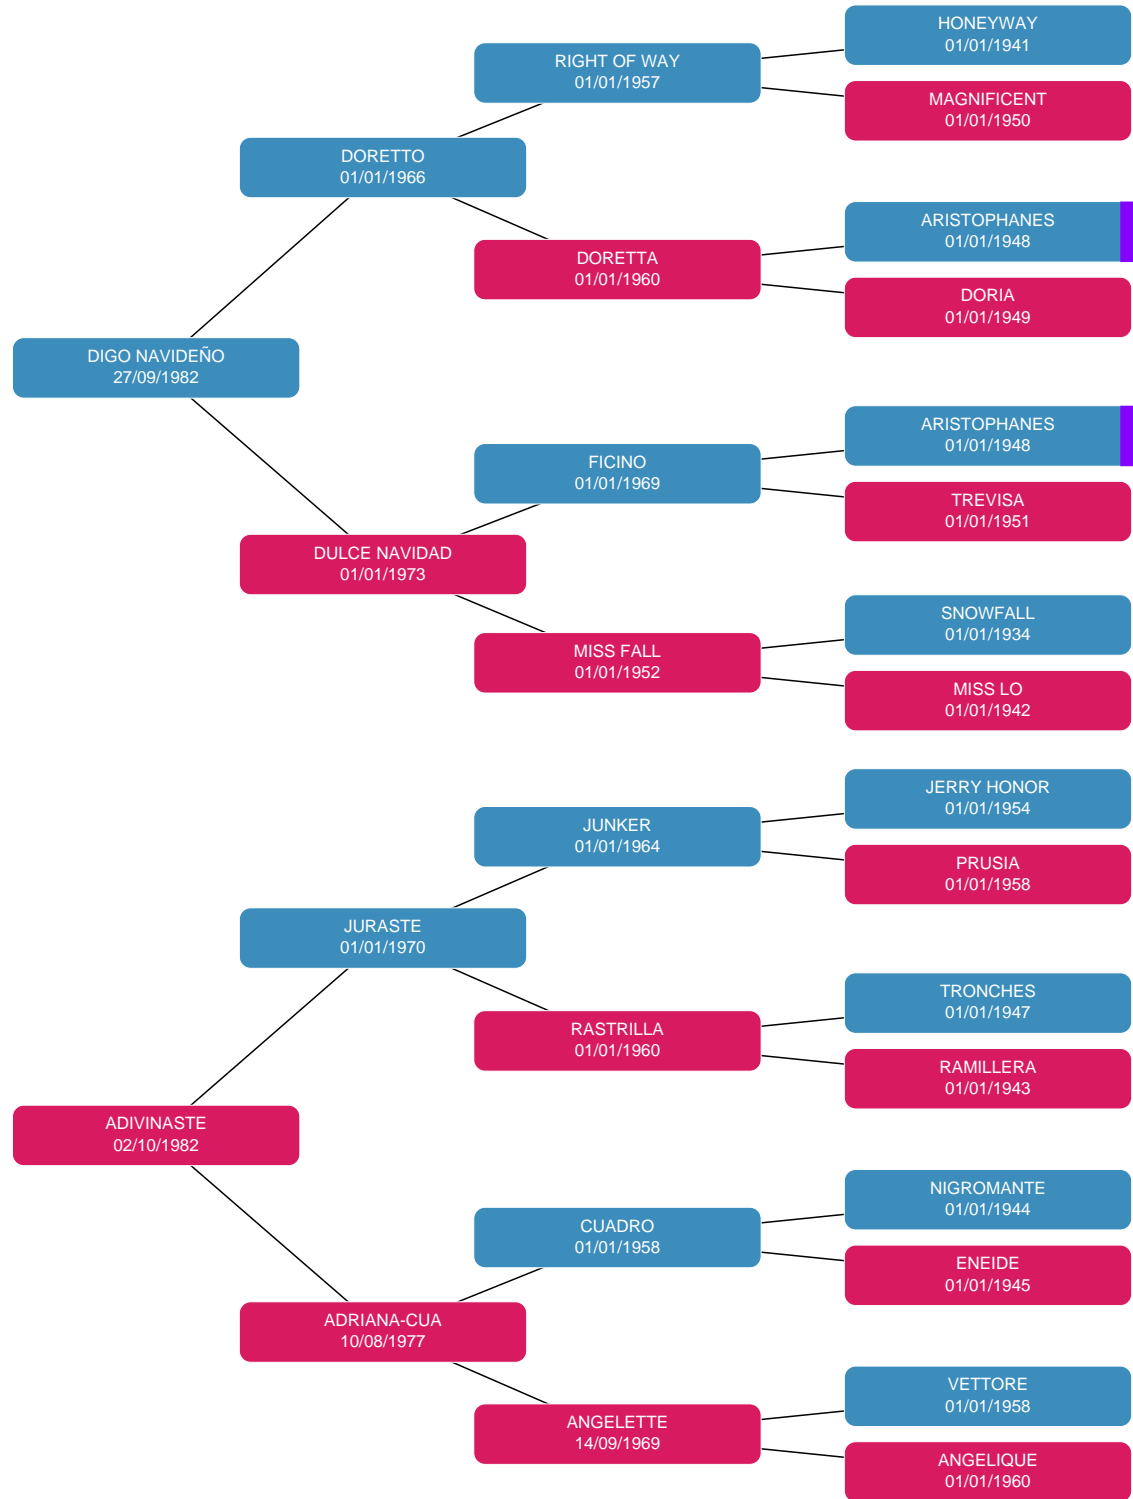 HONEYWAY
01/01/1941
RIGHT OF WAY
01/01/1957
MAGNIFICENT
01/01/1950
DORETTO
01/01/1966
ARISTOPHANES
01/01/1948
DORETTA
01/01/1960
DORIA
01/01/1949
DIGO NAVIDEÑO
27/09/1982
ARISTOPHANES
01/01/1948
FICINO
01/01/1969
TREVISA
01/01/1951
DULCE NAVIDAD
01/01/1973
SNOWFALL
01/01/1934
MISS FALL
01/01/1952
MISS LO
01/01/1942
JERRY HONOR
01/01/1954
JUNKER
01/01/1964
PRUSIA
01/01/1958
JURASTE
01/01/1970
TRONCHES
01/01/1947
RASTRILLA
01/01/1960
RAMILLERA
01/01/1943
ADIVINASTE
02/10/1982
NIGROMANTE
01/01/1944
CUADRO
01/01/1958
ENEIDE
01/01/1945
ADRIANA-CUA
10/08/1977
VETTORE
01/01/1958
ANGELETTE
14/09/1969
ANGELIQUE
01/01/1960